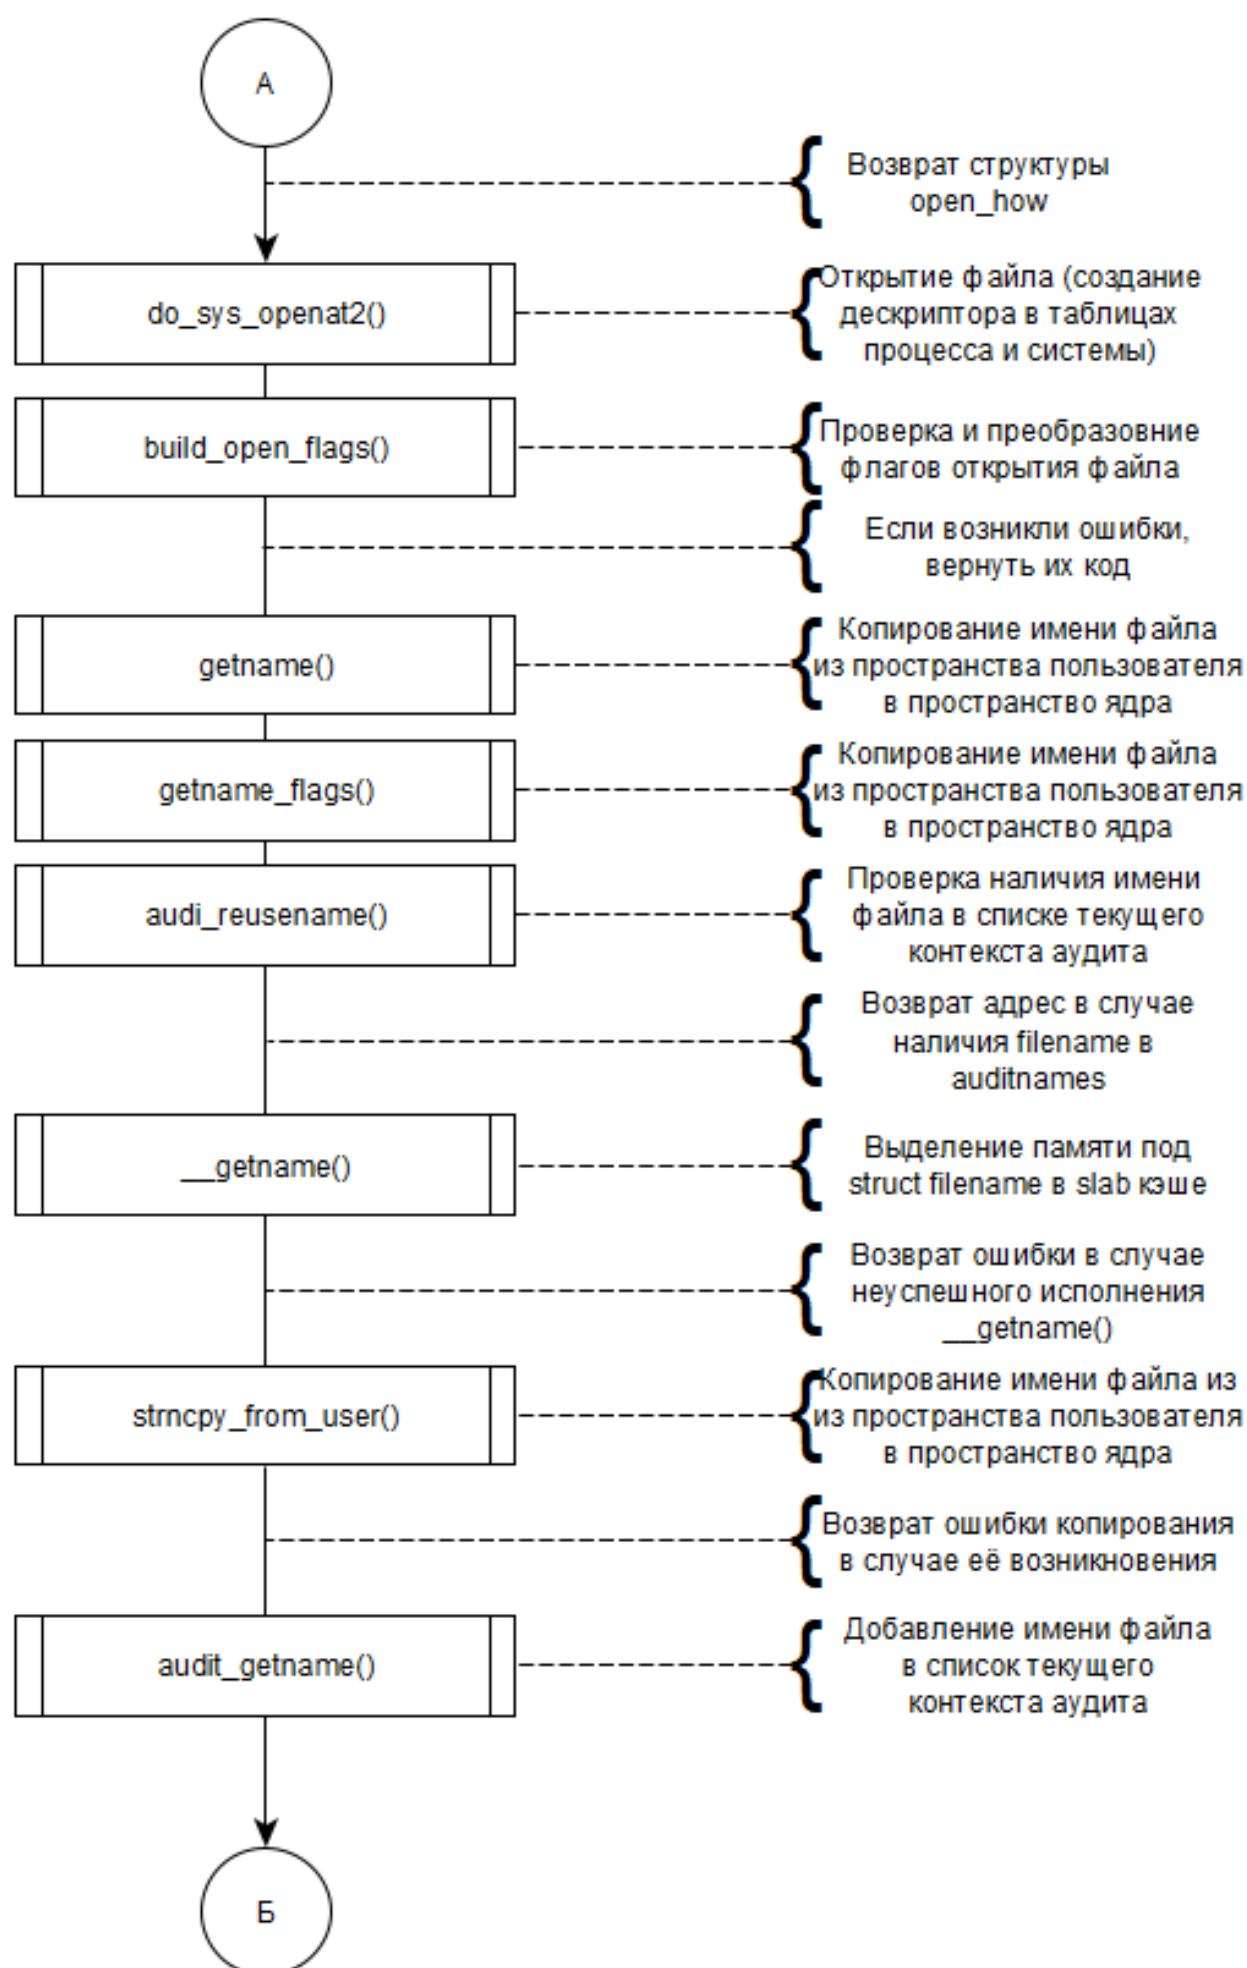 А
Возврат структуры
open_how
do_sys_openat2()
Открытие файла (создание
дескриптора в таблицах
процесса и системы)
build_open_flags()
Проверка и преобразовние
флагов открытия файла
Если возникли ошибки,
вернуть их код
getname()
Копирование имени файла
из пространства пользователя
в пространство ядра
getname_flags()
Копирование имени файла
из пространства пользователя
в пространство ядра
audi_reusename()
Проверка наличия имени
файла в списке текущего
контекста аудита
Возврат адрес в случае
наличия filename в
auditnames
__getname()
Выделение памяти под
struct filename в slab кэше
Возврат ошибки в случае
неуспешного исполнения
__getname()
strncpy_from_user()
Копирование имени файла из
из пространства пользователя
в пространство ядра
Возврат ошибки копирования
в случае её возникновения
audit_getname()
Добавление имени файла
в список текущего
контекста аудита
Б